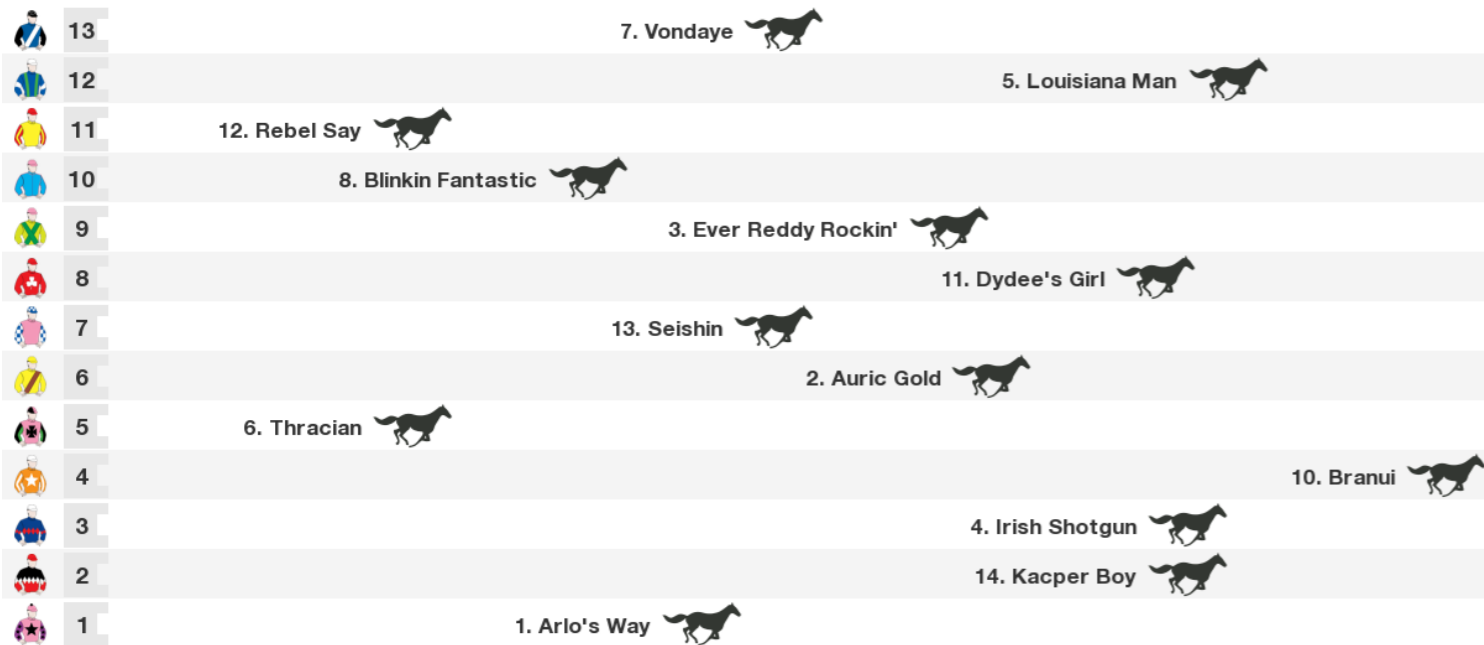 13 7. Vondaye
12 5. Louisiana Man
11 12. Rebel Say
10 8. Blinkin Fantastic
9 3. Ever Reddy Rockin'
8 11. Dydee's Girl
7 13. Seishin
6 2. Auric Gold
5 6. Thracian
4 10. Branui
3 4. Irish Shotgun
2 14. Kacper Boy
1 1. Arlo's Way